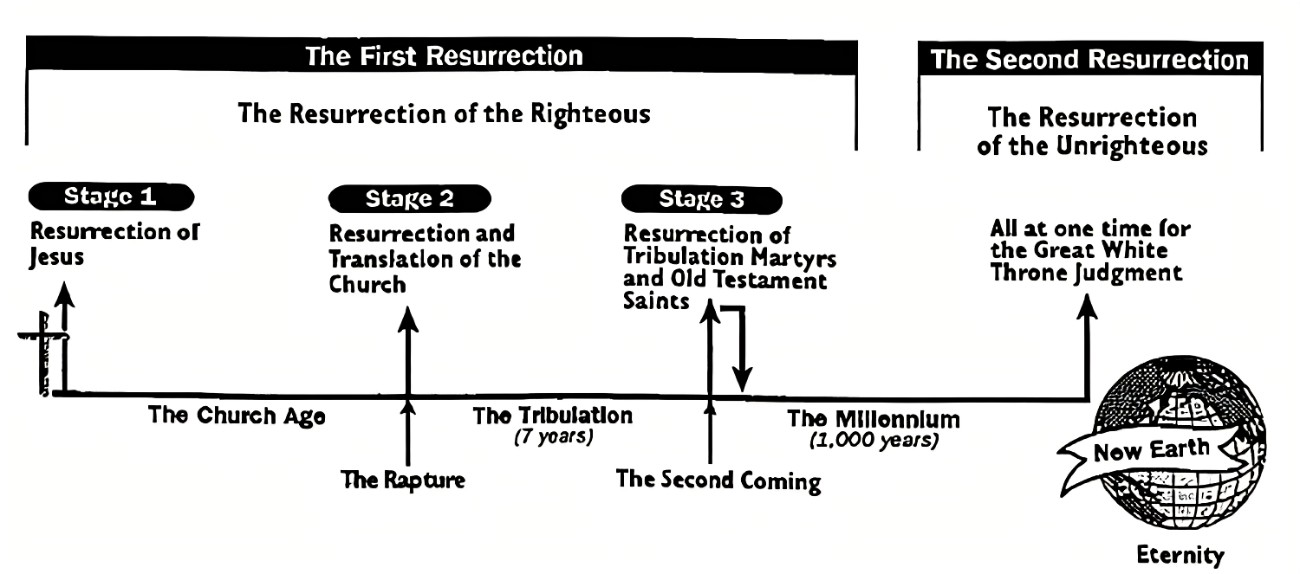 The First Resurrection
The Resurrection of the Righteous
The Second Resurrection
The Resurrection
of the Unrighteous
Stage 1
Resurrection of
Jesus
Stage 2
Resurrection and
Translation of the
Church
Stage 3
Resurrection of
Tribulation Martyrs
and Old Testament
Saints
All at one time for
the Great White
Throne Judgment
The Church Age
The Tribulation
(7 years)
The Millennium
(1,000 years)
The Rapture
The Second Coming
New Earth
Eternity